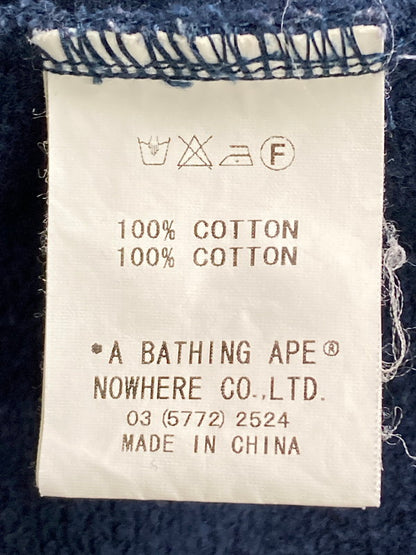 F
100% COTTON
100% COTTON
*A BATHING APE®
NOWHERE CO.,LTD.
03 (5772) 2524
MADE IN CHINA